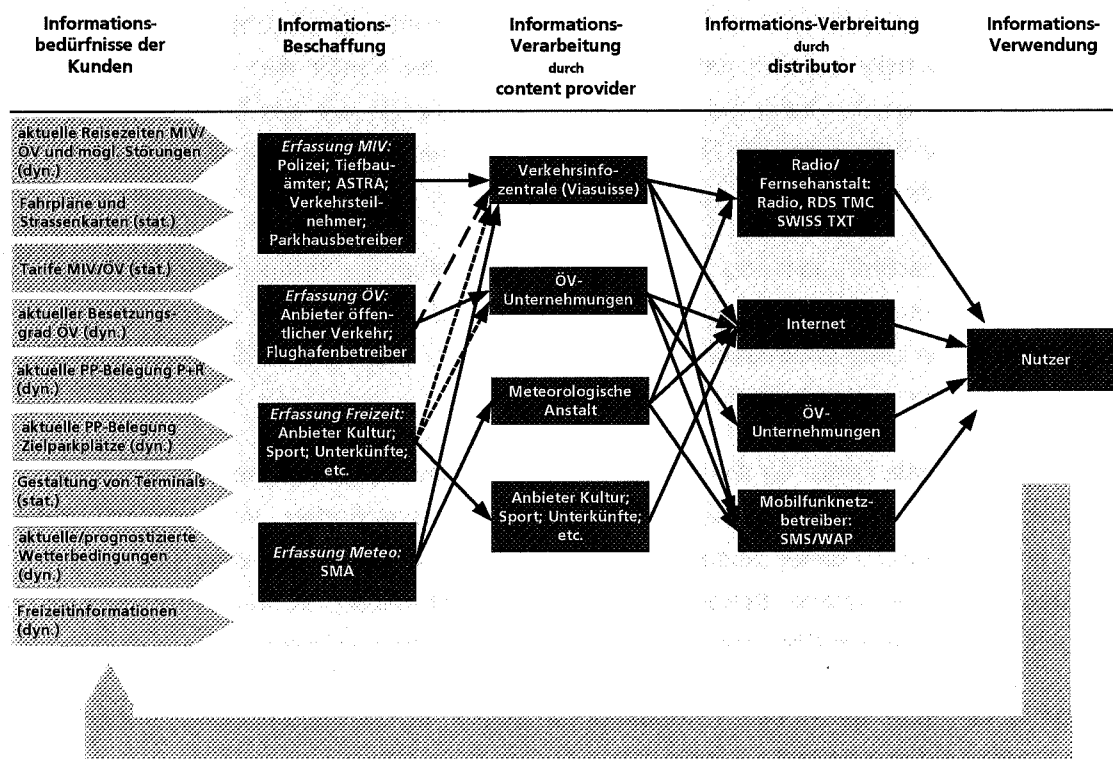 Informations-
bedürfnisse der
Kunden
Informations-
Beschaffung
Informations-
Verarbeitung
durch
content provider
Informations-Verbreitung
durch
distributor
Informations-
Verwendung
aktuelle Reisezeiten MIV/
ÖV und mögl. Störungen
(dyn.)
Fahrpläne und
Strassenkarten (stat.)
Tarife MIV/ÖV (stat.)
aktueller Besetzungs-
grad ÖV (dyn.)
aktuelle PP-Belegung P+R
(dyn.)
aktuelle PP-Belegung
Zielparkplätze (dyn.)
Gestaltung von Terminals
(stat.)
aktuelle/prognostizierte
Wetterbedingungen
(dyn.)
Freizeitinformationen
(dyn.)
Erfassung MIV:
Polizei; Tiefbau-
ämter; ASTRA;
Verkehrsteil-
nehmer;
Parkhausbetreiber
Erfassung ÖV:
Anbieter öffent-
licher Verkehr;
Flughafenbetreiber
Erfassung Freizeit:
Anbieter Kultur;
Sport; Unterkünfte;
etc.
Erfassung Meteo:
SMA
Verkehrsinfo-
zentrale (Viasuisse)
ÖV-
Unternehmungen
Meteorologische
Anstalt
Anbieter Kultur;
Sport; Unterkünfte;
etc.
Radio/
Fernsehanstalt:
Radio, RDS TMC
SWISS TXT
Internet
ÖV-
Unternehmungen
Mobilfunknetz-
betreiber:
SMS/WAP
Nutzer